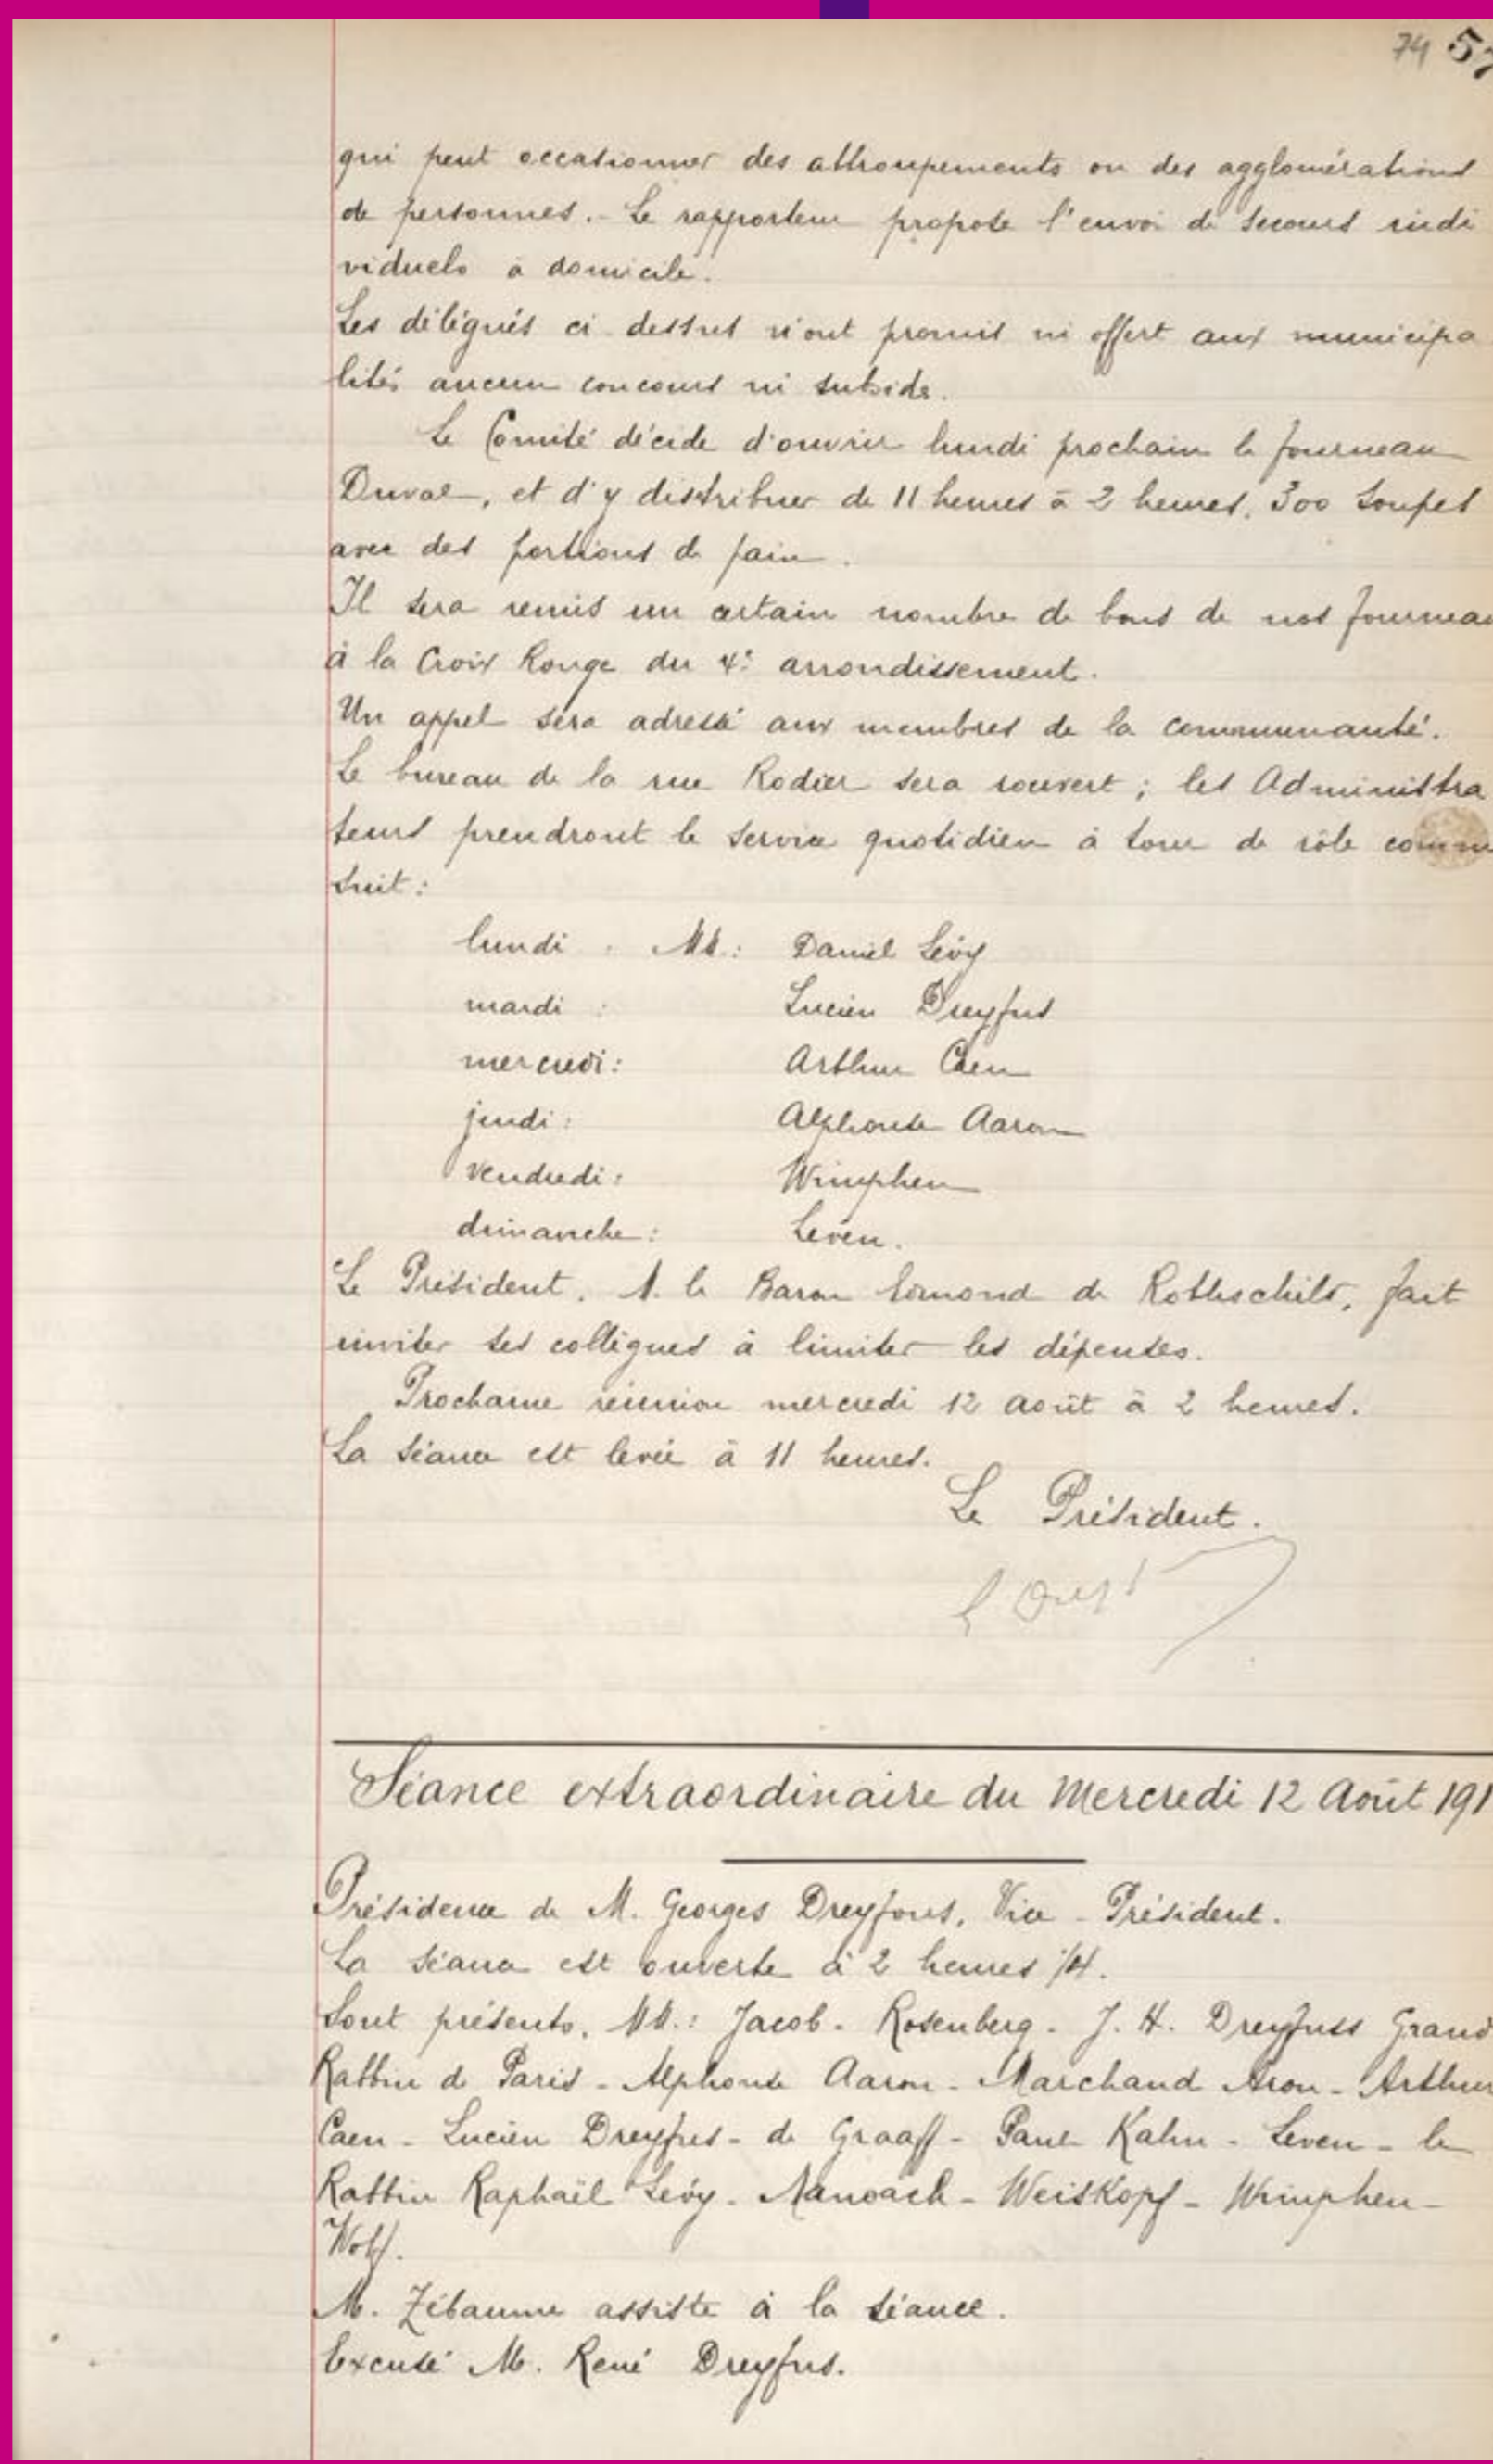 74 57
qui peut occasionner des attroupements ou des agglomérations
de personnes. - Le rapporteur propose l'envoi de secours indi
viduels à domicile.
Les délégués ci dessus n'ont promis ni offert aux municipa
lités aucun concours ni subside.
Le Comité décide d'ouvrir lundi prochain le fourneau
Duval, et d'y distribuer de 11 heures à 2 heures, 300 soupes
avec des portions de pain.
Il sera remis un certain nombre de bons de nos fourneau
à la Croix Rouge du 4e arrondissement.
Un appel sera adressé aux membres de la communauté.
Le bureau de la rue Rodier sera rouvert ; les Administra
teurs prendront le service quotidien à tour de rôle comm
suit :
lundi : MM : Daniel Lévy
mardi : Lucien Dreyfus
mercredi : Arthur Caen
jeudi : Alphonse Aaron
vendredi : Wimphen
dimanche : Leven.
Le Président, M. le Baron Edmond de Rothschild, fait
inviter ses collègues à limiter les dépenses.
Prochaine réunion mercredi 12 Août à 2 heures.
La séance est levée à 11 heures.
Le Président.
Séance extraordinaire du Mercredi 12 Août 191
Présidence de M. Georges Dreyfous, Vice-Président.
La séance est ouverte à 2 heures 1/4.
Sont présents, MM. : Jacob - Rosenberg - J. H. Dreyfuss Grand
Rabbin de Paris - Alphonse Aaron - Marchand Aron - Arthur
Caen - Lucien Dreyfus - de Graaff - Paul Kahn - Leven - le
Rabbin Raphaël Lévy - Manoach - Weiskopf - Wimphen -
Wolf.
M. Zébaume assiste à la séance.
Excusé M. René Dreyfus.